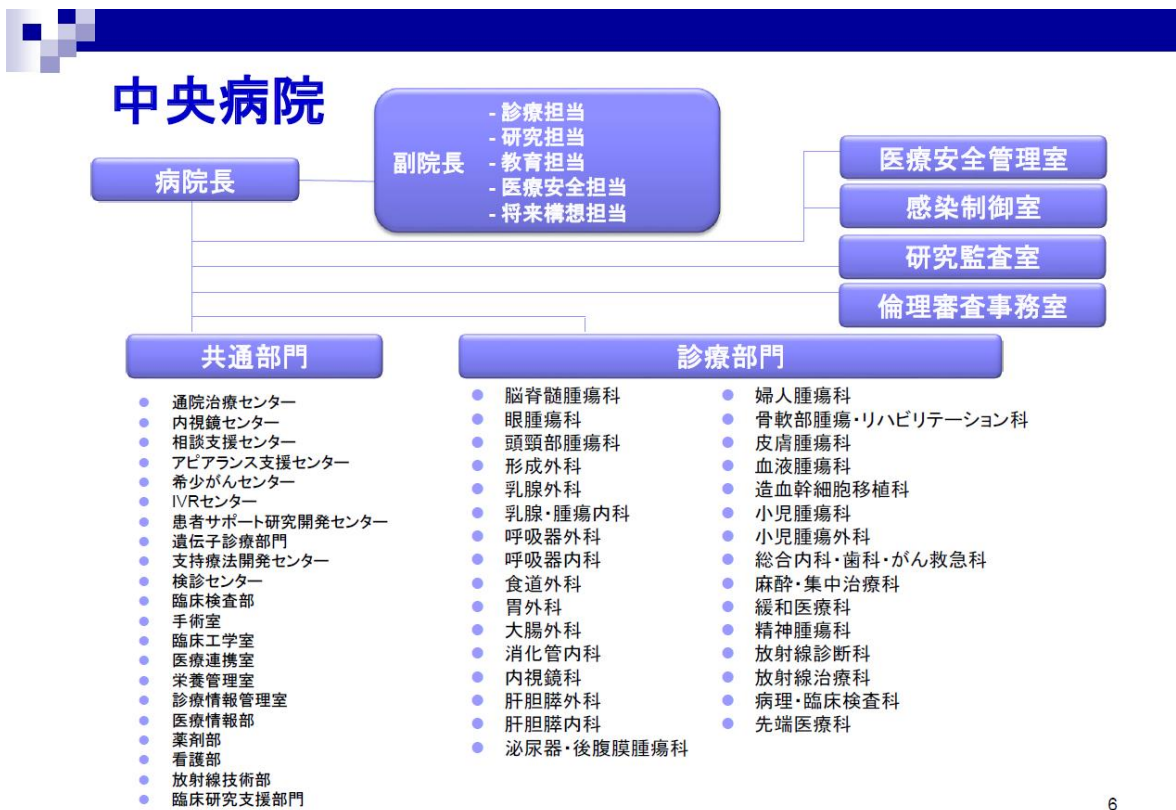 中央病院
病院長
副院長
- 診療担当
- 研究担当
- 教育担当
- 医療安全担当
- 将来構想担当
医療安全管理室
感染制御室
研究監査室
倫理審査事務室
共通部門
通院治療センター
内視鏡センター
相談支援センター
アピアランス支援センター
希少がんセンター
IVRセンター
患者サポート研究開発センター
遺伝子診療部門
支持療法開発センター
検診センター
臨床検査部
手術室
臨床工学室
医療連携室
栄養管理室
診療情報管理室
医療情報部
薬剤部
看護部
放射線技術部
臨床研究支援部門
診療部門
脳脊髄腫瘍科
眼腫瘍科
頭頸部腫瘍科
形成外科
乳腺外科
乳腺・腫瘍内科
呼吸器外科
呼吸器内科
食道外科
胃外科
大腸外科
消化管内科
内視鏡科
肝胆膵外科
肝胆膵内科
泌尿器・後腹膜腫瘍科
婦人腫瘍科
骨軟部腫瘍・リハビリテーション科
皮膚腫瘍科
血液腫瘍科
造血幹細胞移植科
小児腫瘍科
小児腫瘍外科
総合内科・歯科・がん救急科
麻酔・集中治療科
緩和医療科
精神腫瘍科
放射線診断科
放射線治療科
病理・臨床検査科
先端医療科
6